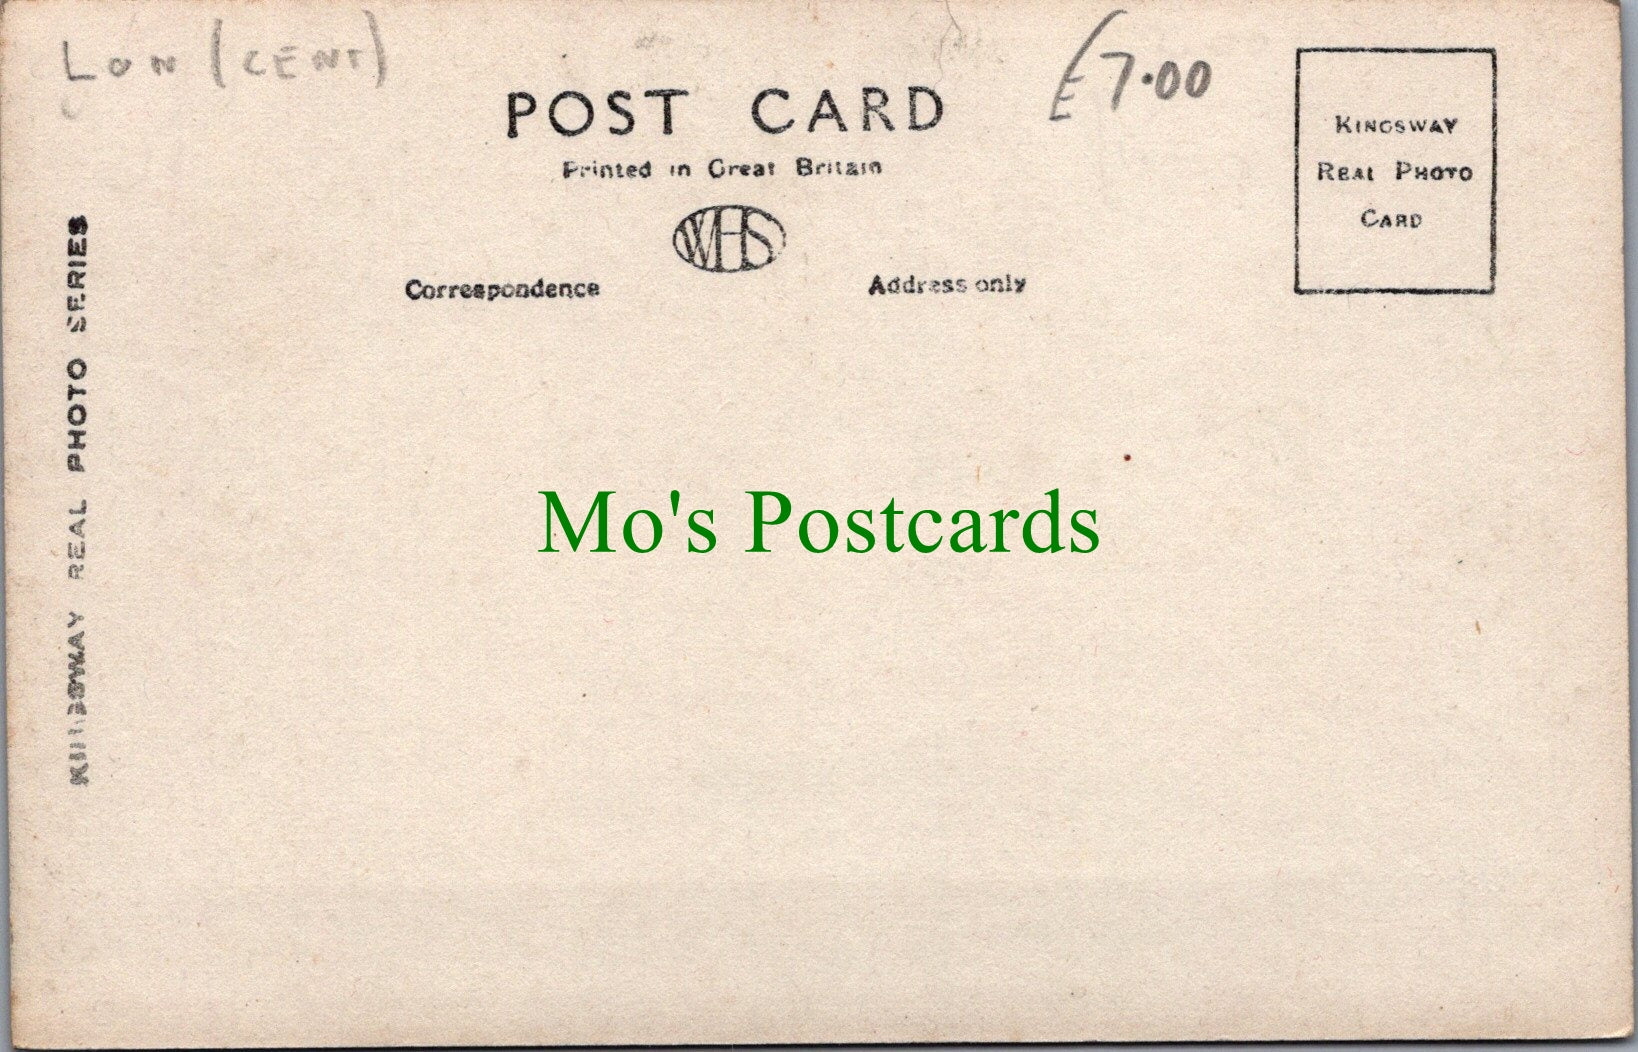 LON (CENT)
£7.00
POST CARD
Printed in Great Britain
WHS
Correspondence
Address only
KINGSWAY
REAL PHOTO
CARD
KINGSWAY REAL PHOTO SERIES
Mo's Postcards